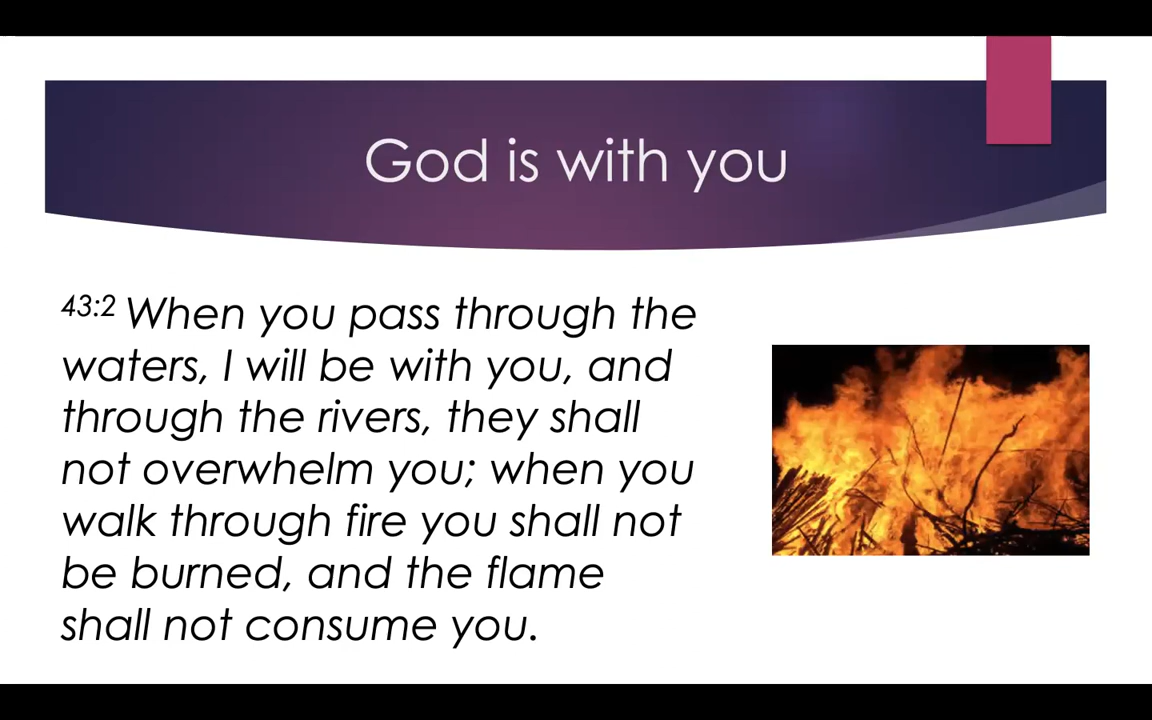 God is with you
43:2 When you pass through the
waters, I will be with you, and
through the rivers, they shall
not overwhelm you; when you
walk through fire you shall not
be burned, and the flame
shall not consume you.